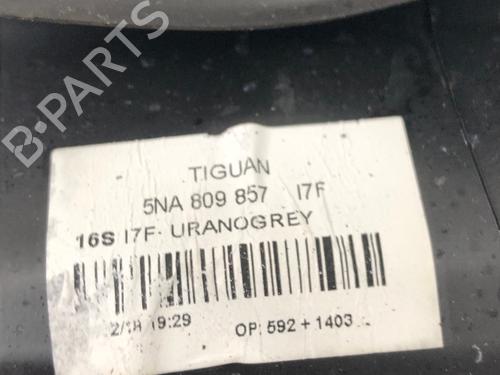 B-PARTS
TIGUAN
5NA 809 857 I7F
16S I7F- URANOGREY
19:29 OP: 592 + 1403